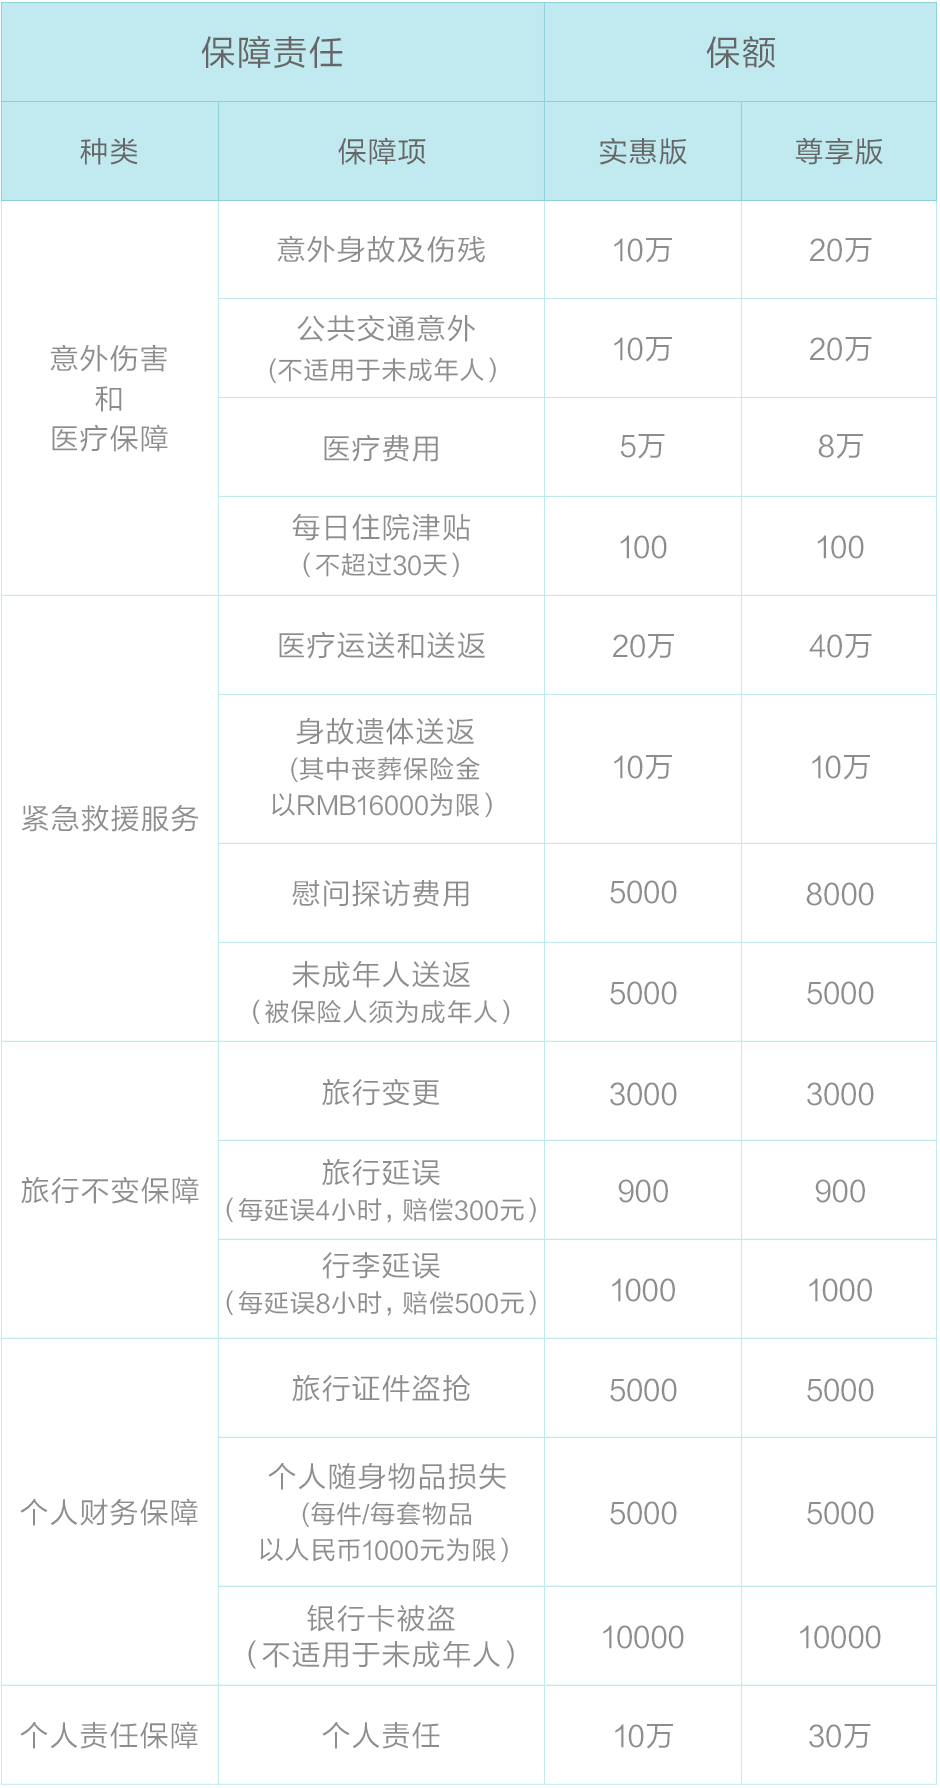 保障责任 保额
种类 保障项 实惠版 尊享版
意外伤害
和
医疗保障
意外身故及伤残 10万 20万
公共交通意外
(不适用于未成年人）
10万 20万
医疗费用 5万 8万
每日住院津贴
（不超过30天）
100 100
紧急救援服务
医疗运送和送返 20万 40万
身故遗体送返
(其中丧葬保险金
以RMB16000为限）
10万 10万
慰问探访费用 5000 8000
未成年人送返
（被保险人须为成年人）
5000 5000
旅行不变保障
旅行变更 3000 3000
旅行延误
（每延误4小时，赔偿300元）
900 900
行李延误
（每延误8小时，赔偿500元）
1000 1000
个人财务保障
旅行证件盗抢 5000 5000
个人随身物品损失
(每件/每套物品
以人民币1000元为限）
5000 5000
银行卡被盗
（不适用于未成年人）
10000 10000
个人责任保障 个人责任 10万 30万